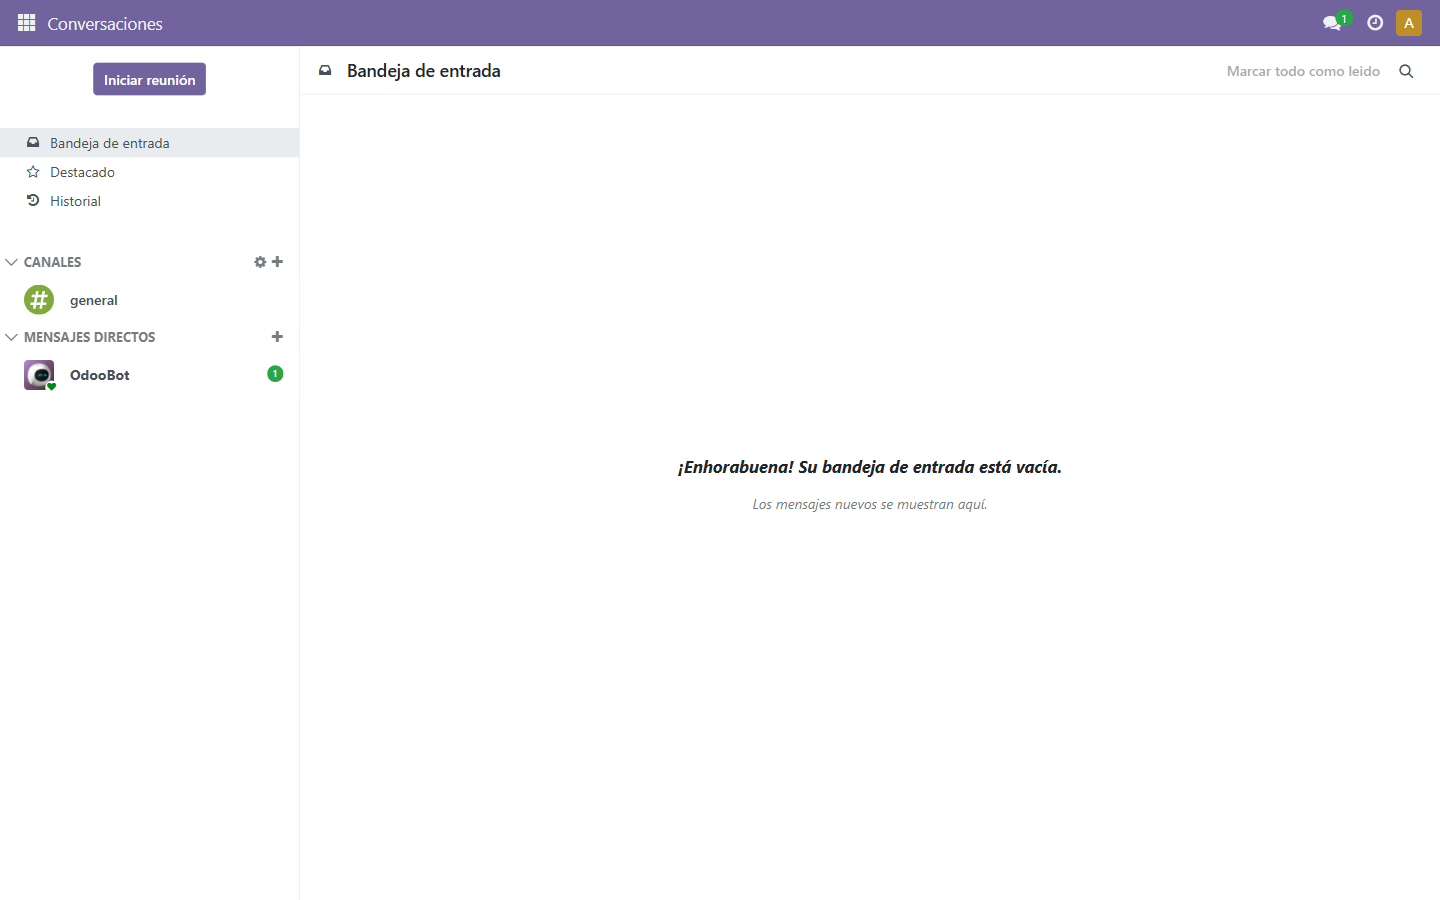 Conversaciones
1
A
Iniciar reunión
Bandeja de entrada
Marcar todo como leido
Bandeja de entrada
Destacado
Historial
CANALES
general
MENSAJES DIRECTOS
OdooBot
1
¡Enhorabuena! Su bandeja de entrada está vacía.
Los mensajes nuevos se muestran aquí.